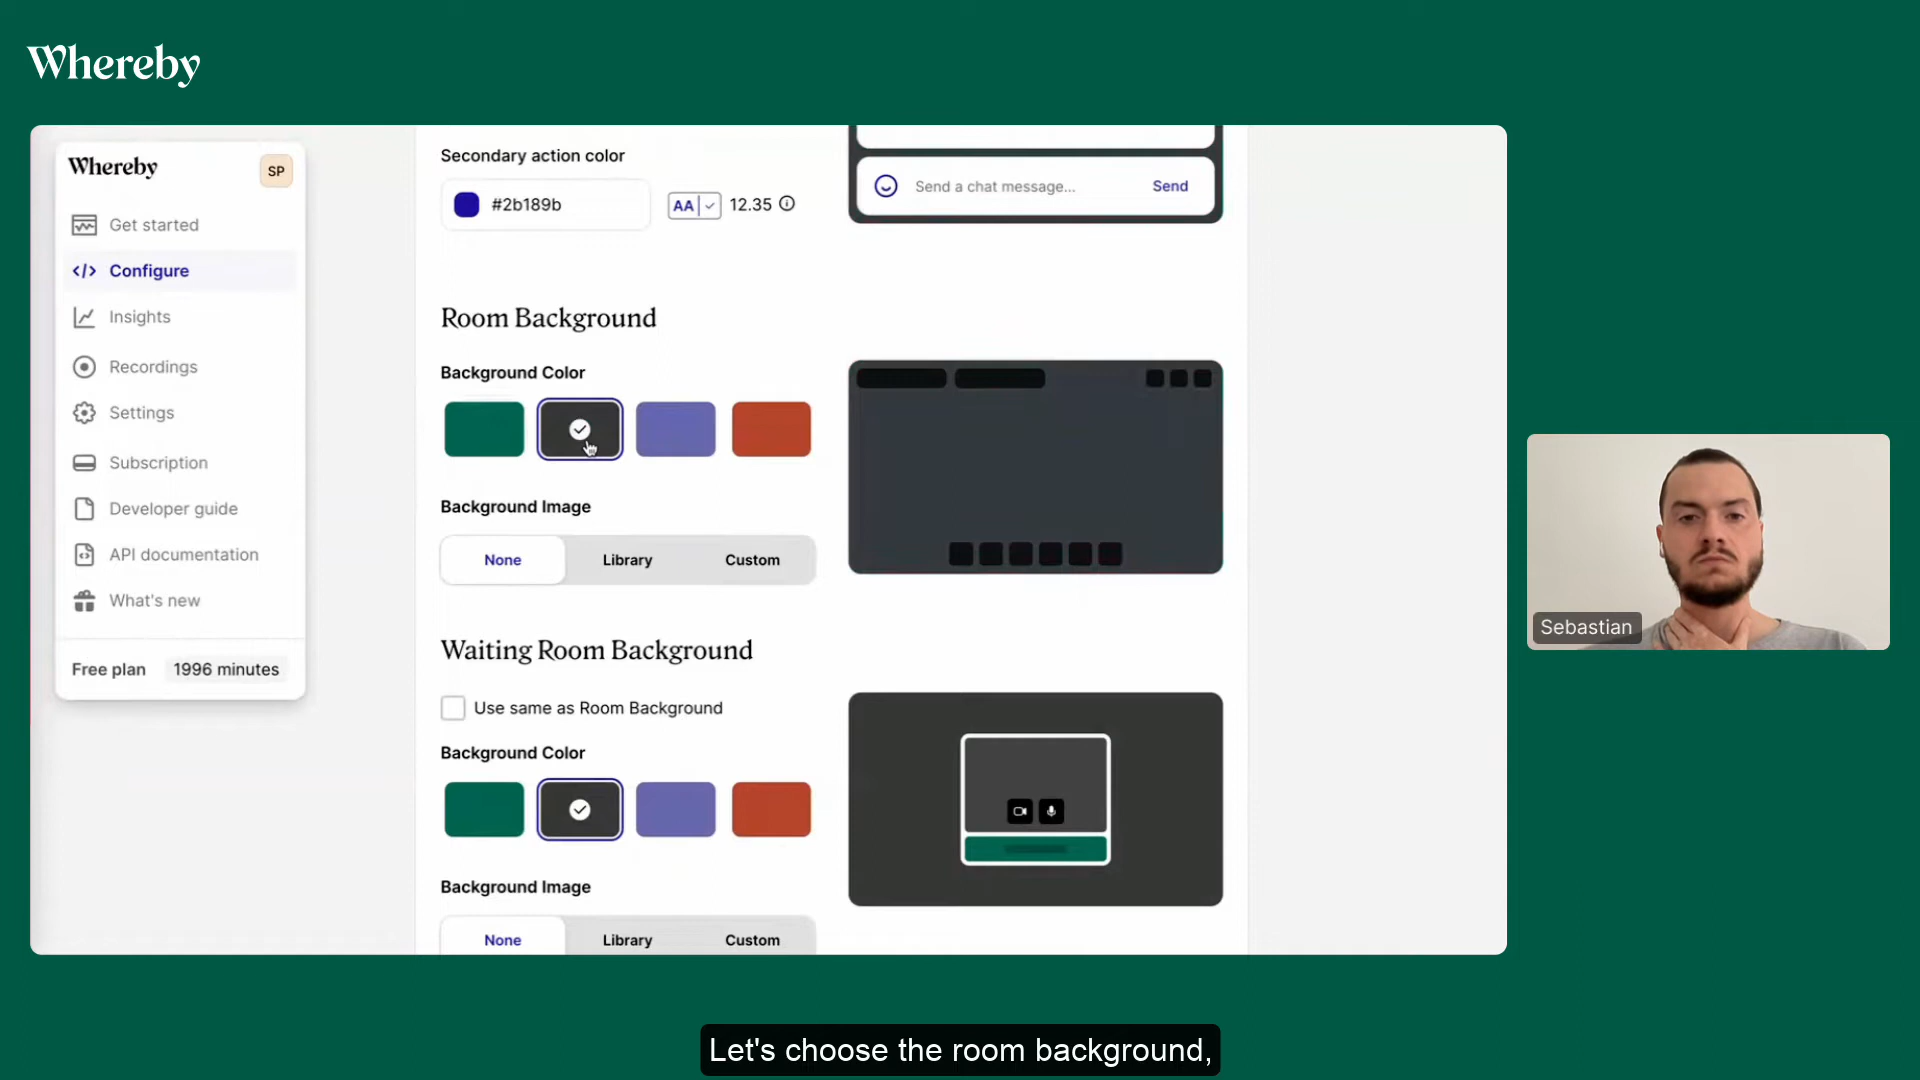 Whereby
Whereby
SP
Get started
Configure
Insights
Recordings
Settings
Subscription
Developer guide
API documentation
What's new
Free plan 1996 minutes
Secondary action color
#2b189b AA 12.35
Send a chat message... Send
Room Background
Background Color
Background Image
None Library Custom
Waiting Room Background
Use same as Room Background
Background Color
Background Image
None Library Custom
Sebastian
Let's choose the room background,